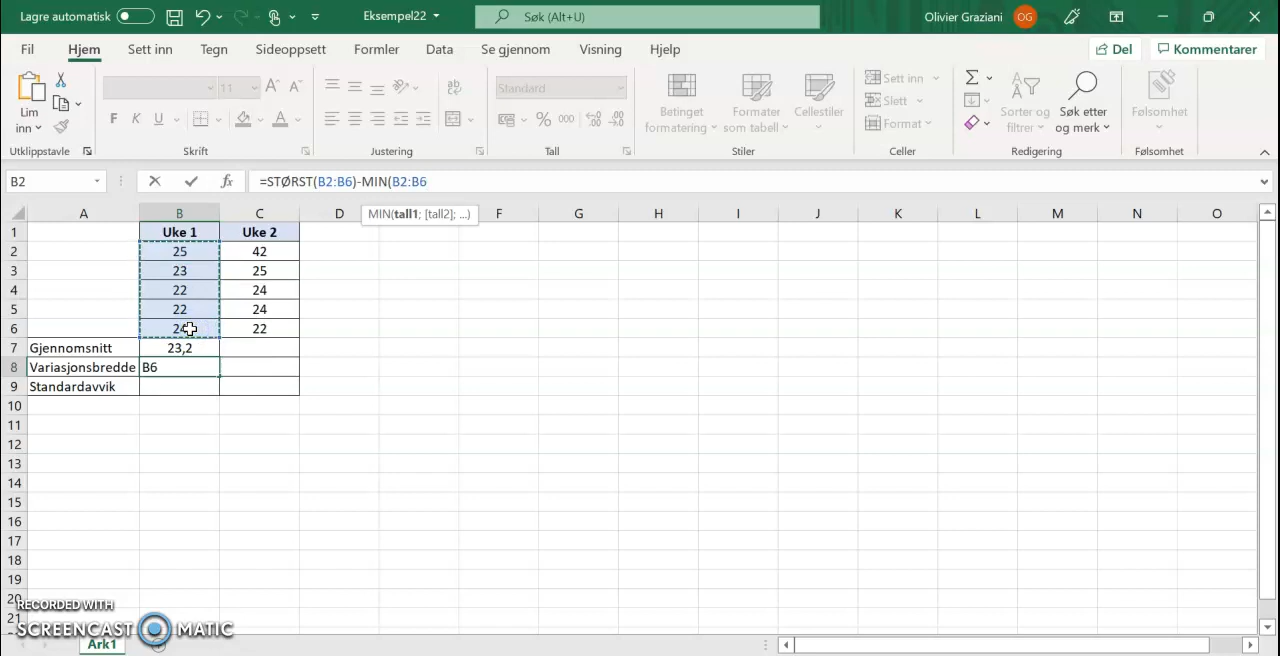 Lagre automatisk
Eksempel22
Søk (Alt+U)
Olivier Graziani
OG
Fil Hjem Sett inn Tegn Sideoppsett Formler Data Se gjennom Visning Hjelp
Del
Kommentarer
Lim inn
11
F K U
A A
ab
Standard
% 000
Betinget formatering
Formater som tabell
Cellestiler
Sett inn
Slett
Format
Σ
Sorter og filtrer
Søk etter og merk
Følsomhet
Utklippstavle Skrift Justering Tall Stiler Celler Redigering Følsomhet
B2
fx
=STØRST(B2:B6)-MIN(B2:B6
MIN(tall1; [tall2]; ...)
A B C D F G H I J K L M N O
1 Uke 1 Uke 2
2 25 42
3 23 25
4 22 24
5 22 24
6 22
7 Gjennomsnitt 23,2
8 Variasjonsbredde B6
9 Standardavvik
10
11
12
13
14
15
16
17
18
19
20
21
RECORDED WITH
SCREENCAST MATIC
Ark1